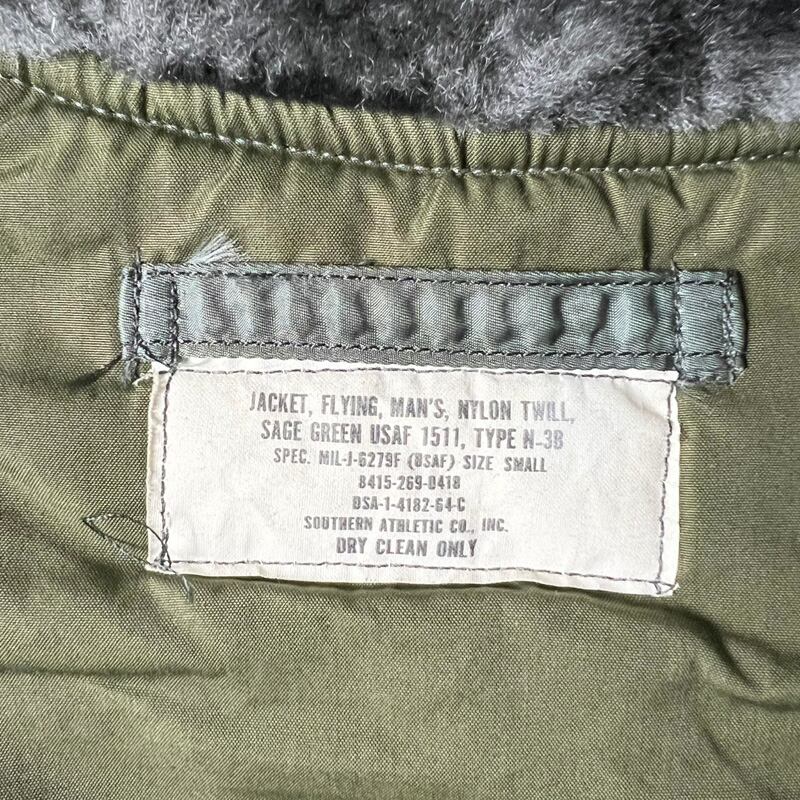 JACKET, FLYING, MAN'S, NYLON TWILL,
SAGE GREEN USAF 1511, TYPE N-3B
SPEC. MIL-J-6279F (USAF) SIZE SMALL
8415-269-0418
DSA-1-4182-64-C
SOUTHERN ATHLETIC CO., INC.
DRY CLEAN ONLY